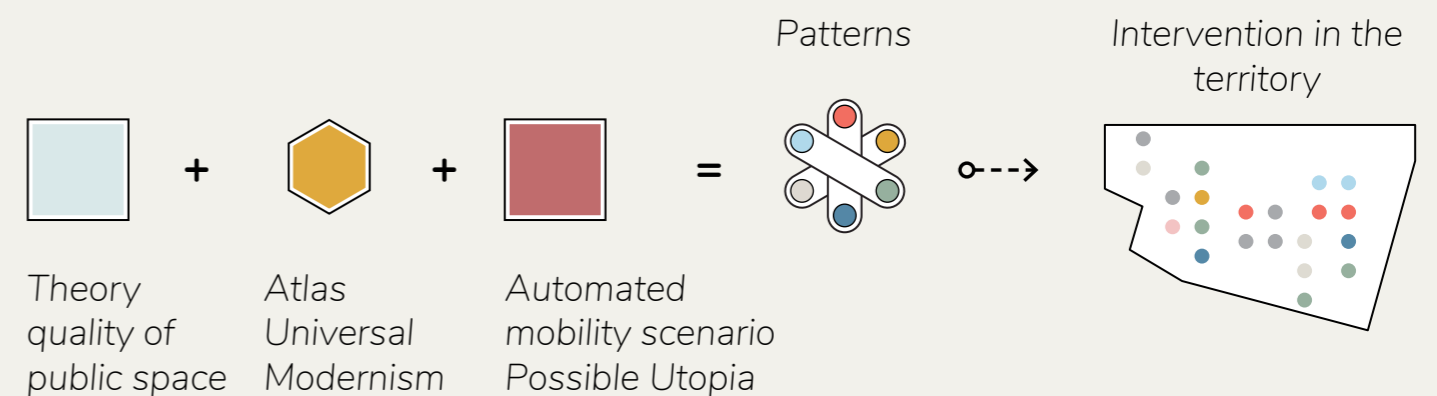 Patterns
Intervention in the
territory
+
+
=
Theory
quality of
public space
Atlas
Universal
Modernism
Automated
mobility scenario
Possible Utopia